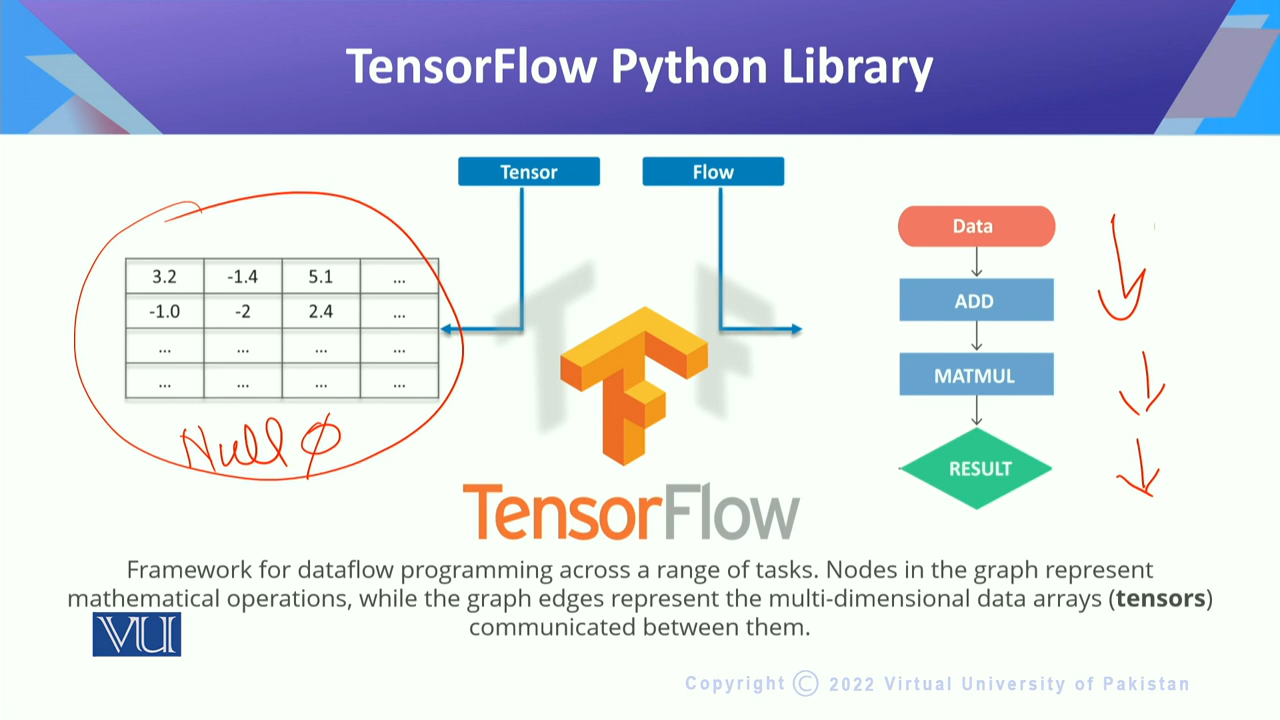 TensorFlow Python Library
Tensor
Flow
3.2 -1.4 5.1 ...
-1.0 -2 2.4 ...
... ... ... ...
... ... ... ...
Null ϕ
Data
ADD
MATMUL
RESULT
TF
TensorFlow
Framework for dataflow programming across a range of tasks. Nodes in the graph represent
mathematical operations, while the graph edges represent the multi-dimensional data arrays (tensors)
communicated between them.
VU
Copyright © 2022 Virtual University of Pakistan